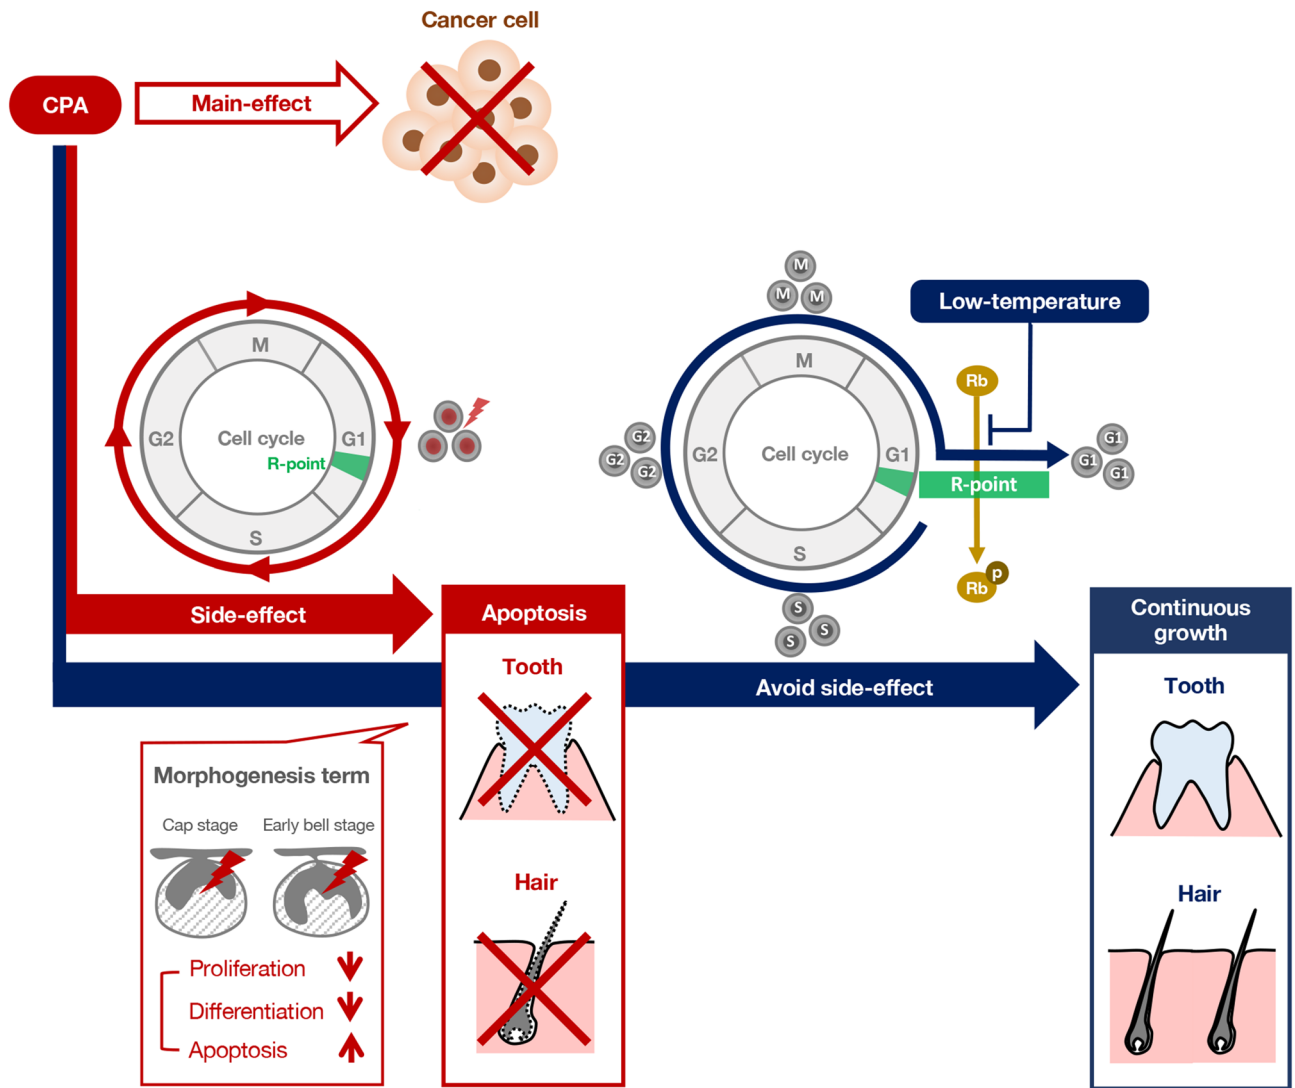 Cancer cell
CPA
Main-effect
M
G2
Cell cycle
G1
R-point
S
M
M
M
Low-temperature
M
G2
G2
G2
G2
Cell cycle
G1
S
Rb
R-point
G1
G1
G1
Rb
p
S
S
S
Side-effect
Apoptosis
Tooth
Hair
Avoid side-effect
Continuous
growth
Tooth
Hair
Morphogenesis term
Cap stage
Early bell stage
Proliferation
Differentiation
Apoptosis